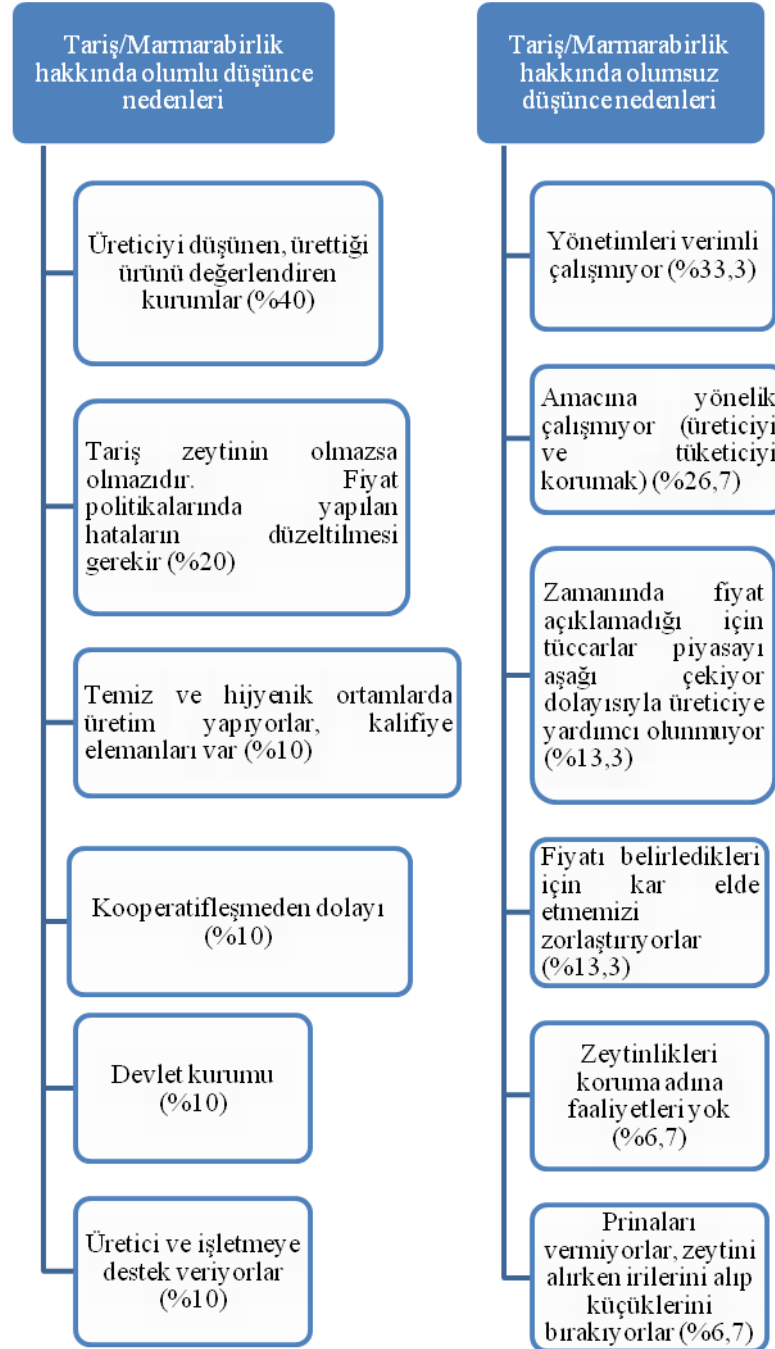 Tariş/Marmarabirlik
hakkında olumlu düşünce
nedenleri
Üreticiyi düşünen, ürettiği
ürünü değerlendiren
kurumlar (%40)
Tariş zeytinin olmazsa
olmazıdır. Fiyat
politikalarında yapılan
hataların düzeltilmesi
gerekir (%20)
Temiz ve hijyenik ortamlarda
üretim yapıyorlar, kalifiye
elemanları var (%10)
Kooperatifleşmeden dolayı
(%10)
Devlet kurumu
(%10)
Üretici ve işletmeye
destek veriyorlar
(%10)
Tariş/Marmarabirlik
hakkında olumsuz
düşünce nedenleri
Yönetimleri verimli
çalışmıyor (%33,3)
Amacına yönelik
çalışmıyor (üreticiyi
ve tüketiciyi
korumak) (%26,7)
Zamanında fiyat
açıklamadığı için
tüccarlar piyasayı
aşağı çekiyor
dolayısıyla üreticiye
yardımcı olunmuyor
(%13,3)
Fiyatı belirledikleri
için kar elde
etmemizi
zorlaştırıyorlar
(%13,3)
Zeytinlikleri
koruma adına
faaliyetleri yok
(%6,7)
Prinaları
vermiyorlar, zeytini
alırken irilerini alıp
küçüklerini
bırakıyorlar (%6,7)